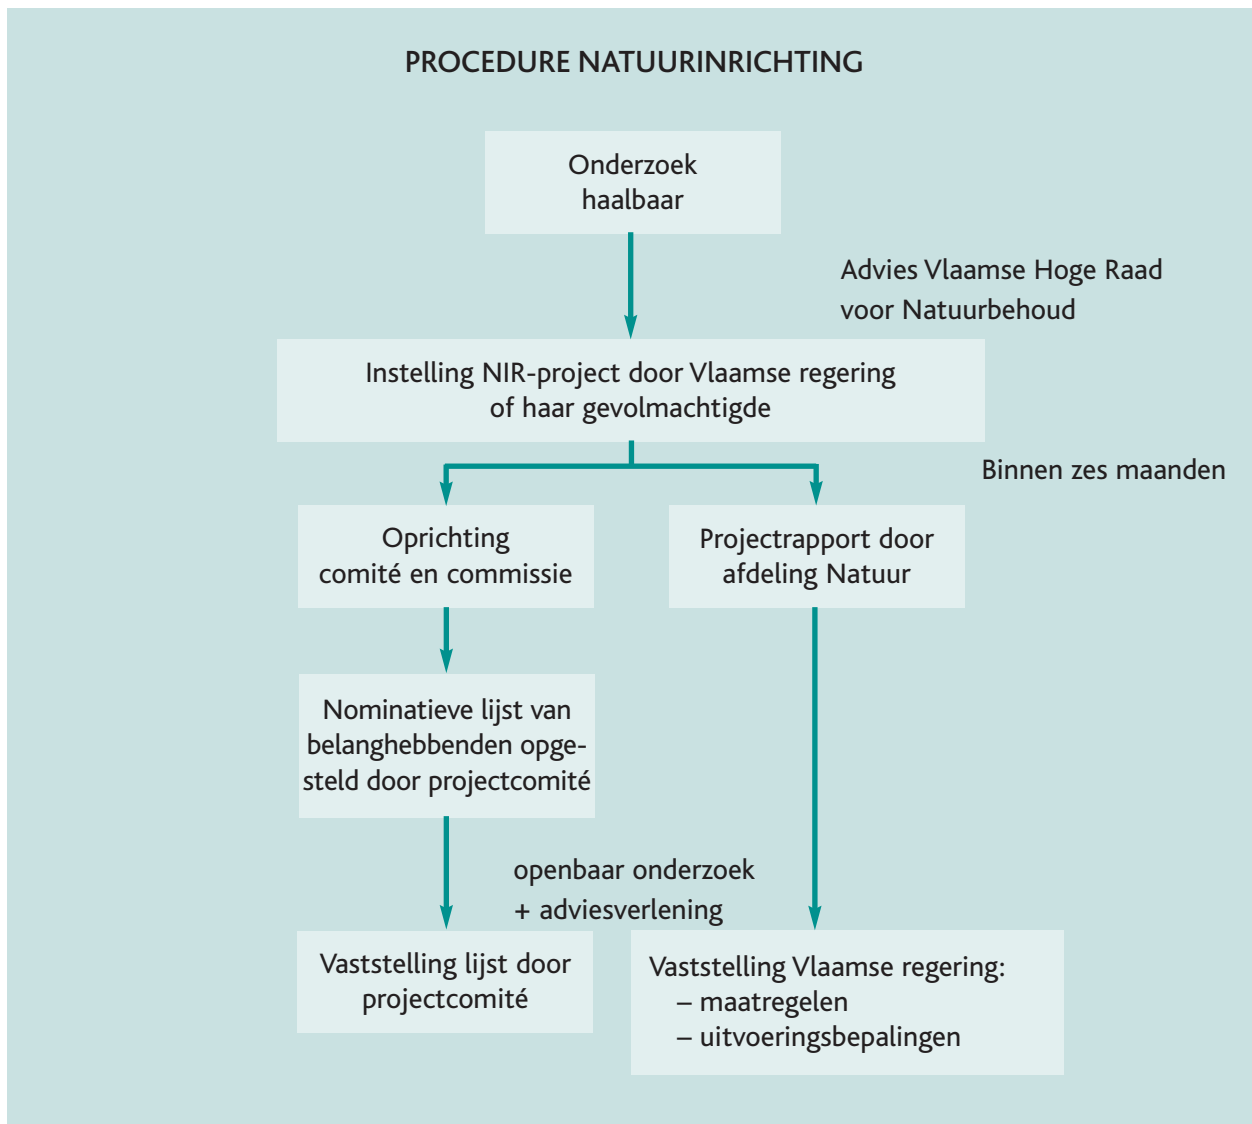 PROCEDURE NATUURINRICHTING
Onderzoek
haalbaar
Advies Vlaamse Hoge Raad
voor Natuurbehoud
Instelling NIR-project door Vlaamse regering
of haar gevolmachtigde
Binnen zes maanden
Oprichting
comité en commissie
Projectrapport door
afdeling Natuur
Nominatieve lijst van
belanghebbenden opge-
steld door projectcomité
openbaar onderzoek
+ adviesverlening
Vaststelling lijst door
projectcomité
Vaststelling Vlaamse regering:
– maatregelen
– uitvoeringsbepalingen